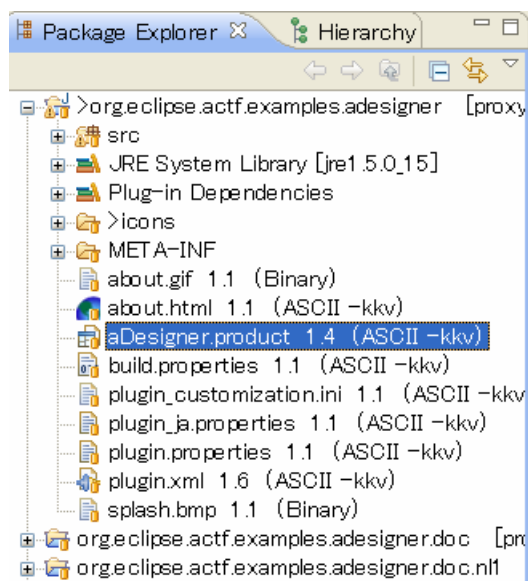 Package Explorer Hierarchy
>org.eclipse.actf.examples.adesigner [proxy
src
JRE System Library [jre1.5.0_15]
Plug-in Dependencies
>icons
META-INF
about.gif 1.1 (Binary)
about.html 1.1 (ASCII -kkv)
aDesigner.product 1.4 (ASCII -kkv)
build.properties 1.1 (ASCII -kkv)
plugin_customization.ini 1.1 (ASCII -kkv
plugin_ja.properties 1.1 (ASCII -kkv)
plugin.properties 1.1 (ASCII -kkv)
plugin.xml 1.6 (ASCII -kkv)
splash.bmp 1.1 (Binary)
org.eclipse.actf.examples.adesigner.doc [pro
org.eclipse.actf.examples.adesigner.doc.nl1